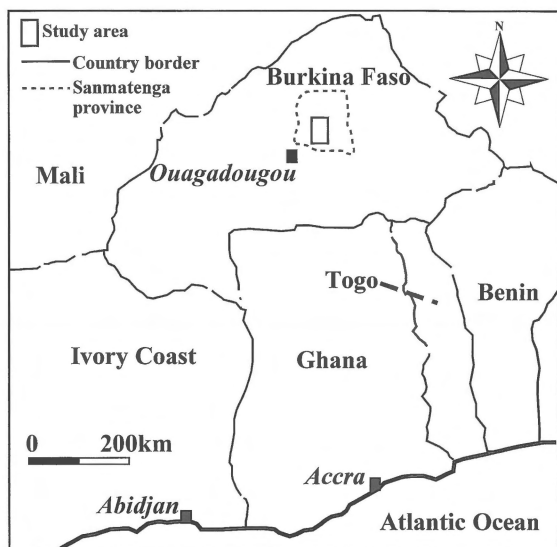 N
Study area
Country border
Sanmatenga
province
Burkina Faso
Mali
Ouagadougou
Togo
Benin
Ivory Coast
Ghana
0 200km
Accra
Abidjan
Atlantic Ocean